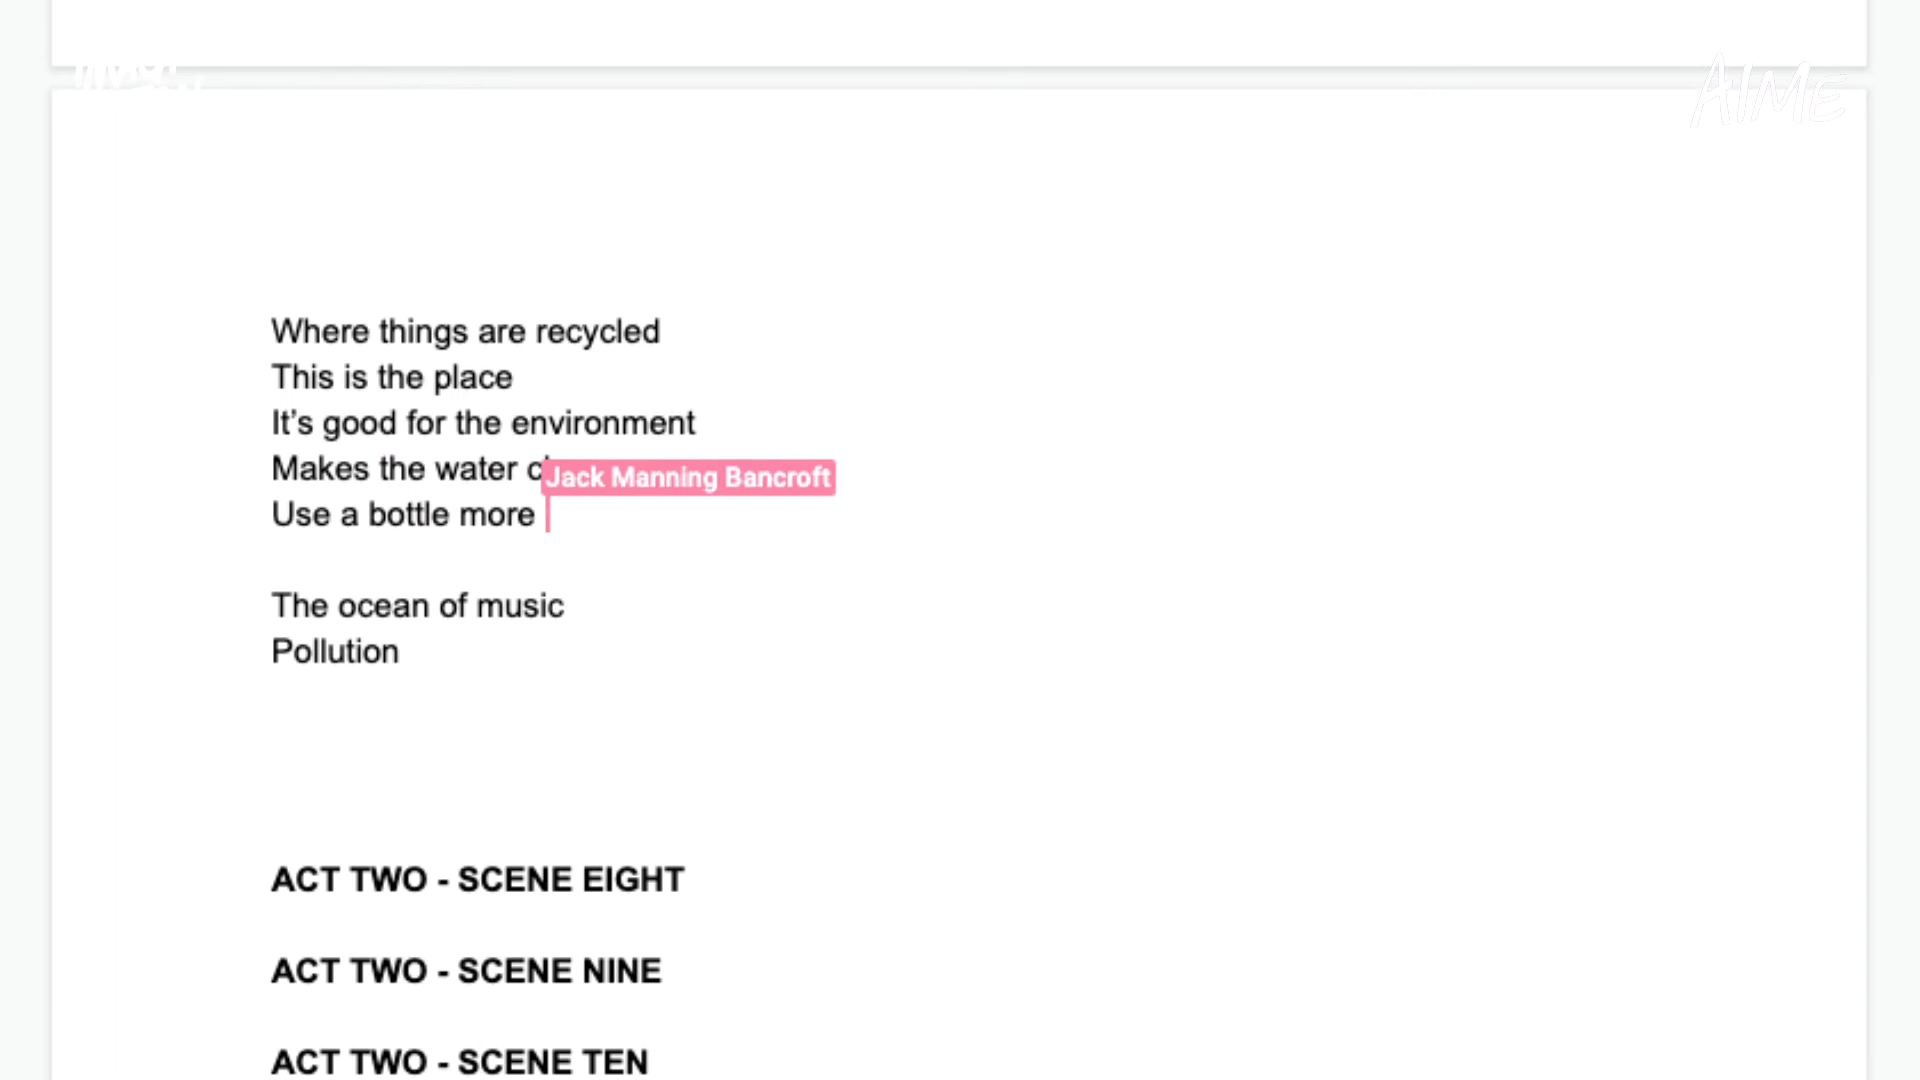 AIME
Where things are recycled
This is the place
It’s good for the environment
Makes the water
Jack Manning Bancroft
Use a bottle more
The ocean of music
Pollution
ACT TWO - SCENE EIGHT
ACT TWO - SCENE NINE
ACT TWO - SCENE TEN